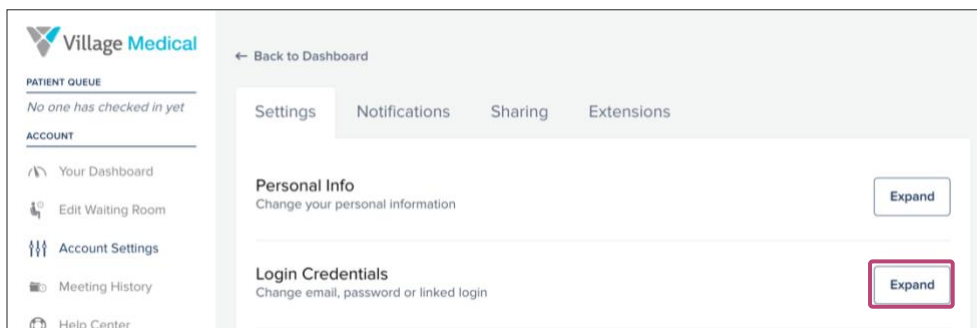 Village Medical
PATIENT QUEUE
No one has checked in yet
ACCOUNT
Your Dashboard
Edit Waiting Room
Account Settings
Meeting History
Help Center
← Back to Dashboard
Settings Notifications Sharing Extensions
Personal Info
Change your personal information
Expand
Login Credentials
Change email, password or linked login
Expand